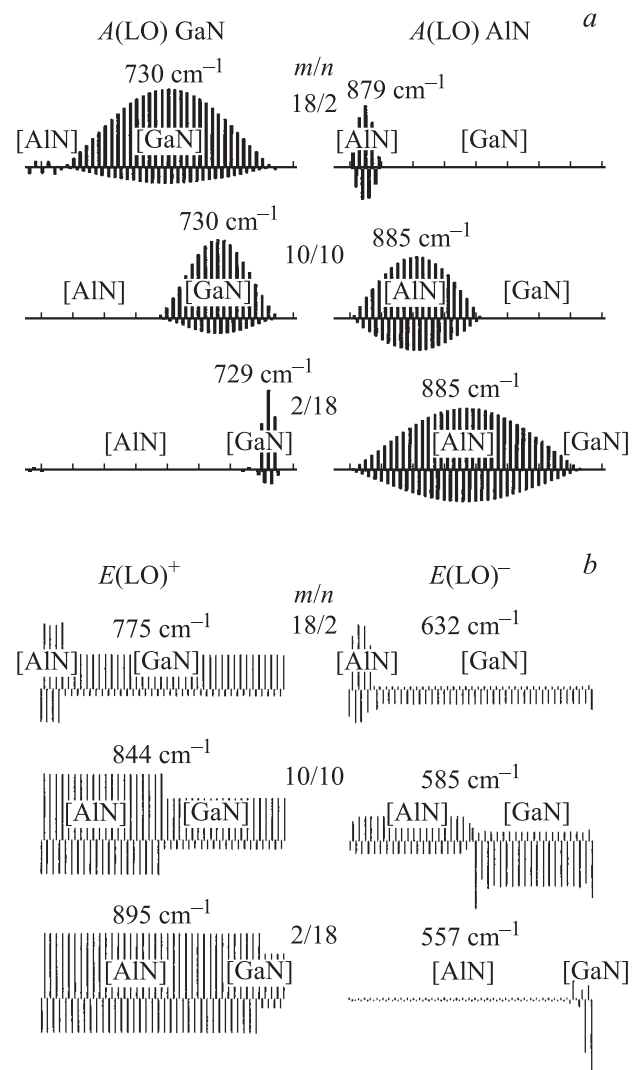 a
A(LO) GaN
A(LO) AlN
730 cm⁻¹
m/n
18/2
879 cm⁻¹
[AlN]
[GaN]
[AlN]
[GaN]
730 cm⁻¹
10/10
885 cm⁻¹
[AlN]
[GaN]
[AlN]
[GaN]
729 cm⁻¹
2/18
885 cm⁻¹
[AlN]
[GaN]
[AlN]
[GaN]
b
E(LO)⁺
E(LO)⁻
m/n
775 cm⁻¹
18/2
632 cm⁻¹
[AlN]
[GaN]
[AlN]
[GaN]
844 cm⁻¹
10/10
585 cm⁻¹
[AlN]
[GaN]
[AlN]
[GaN]
895 cm⁻¹
2/18
557 cm⁻¹
[AlN]
[GaN]
[AlN]
[GaN]